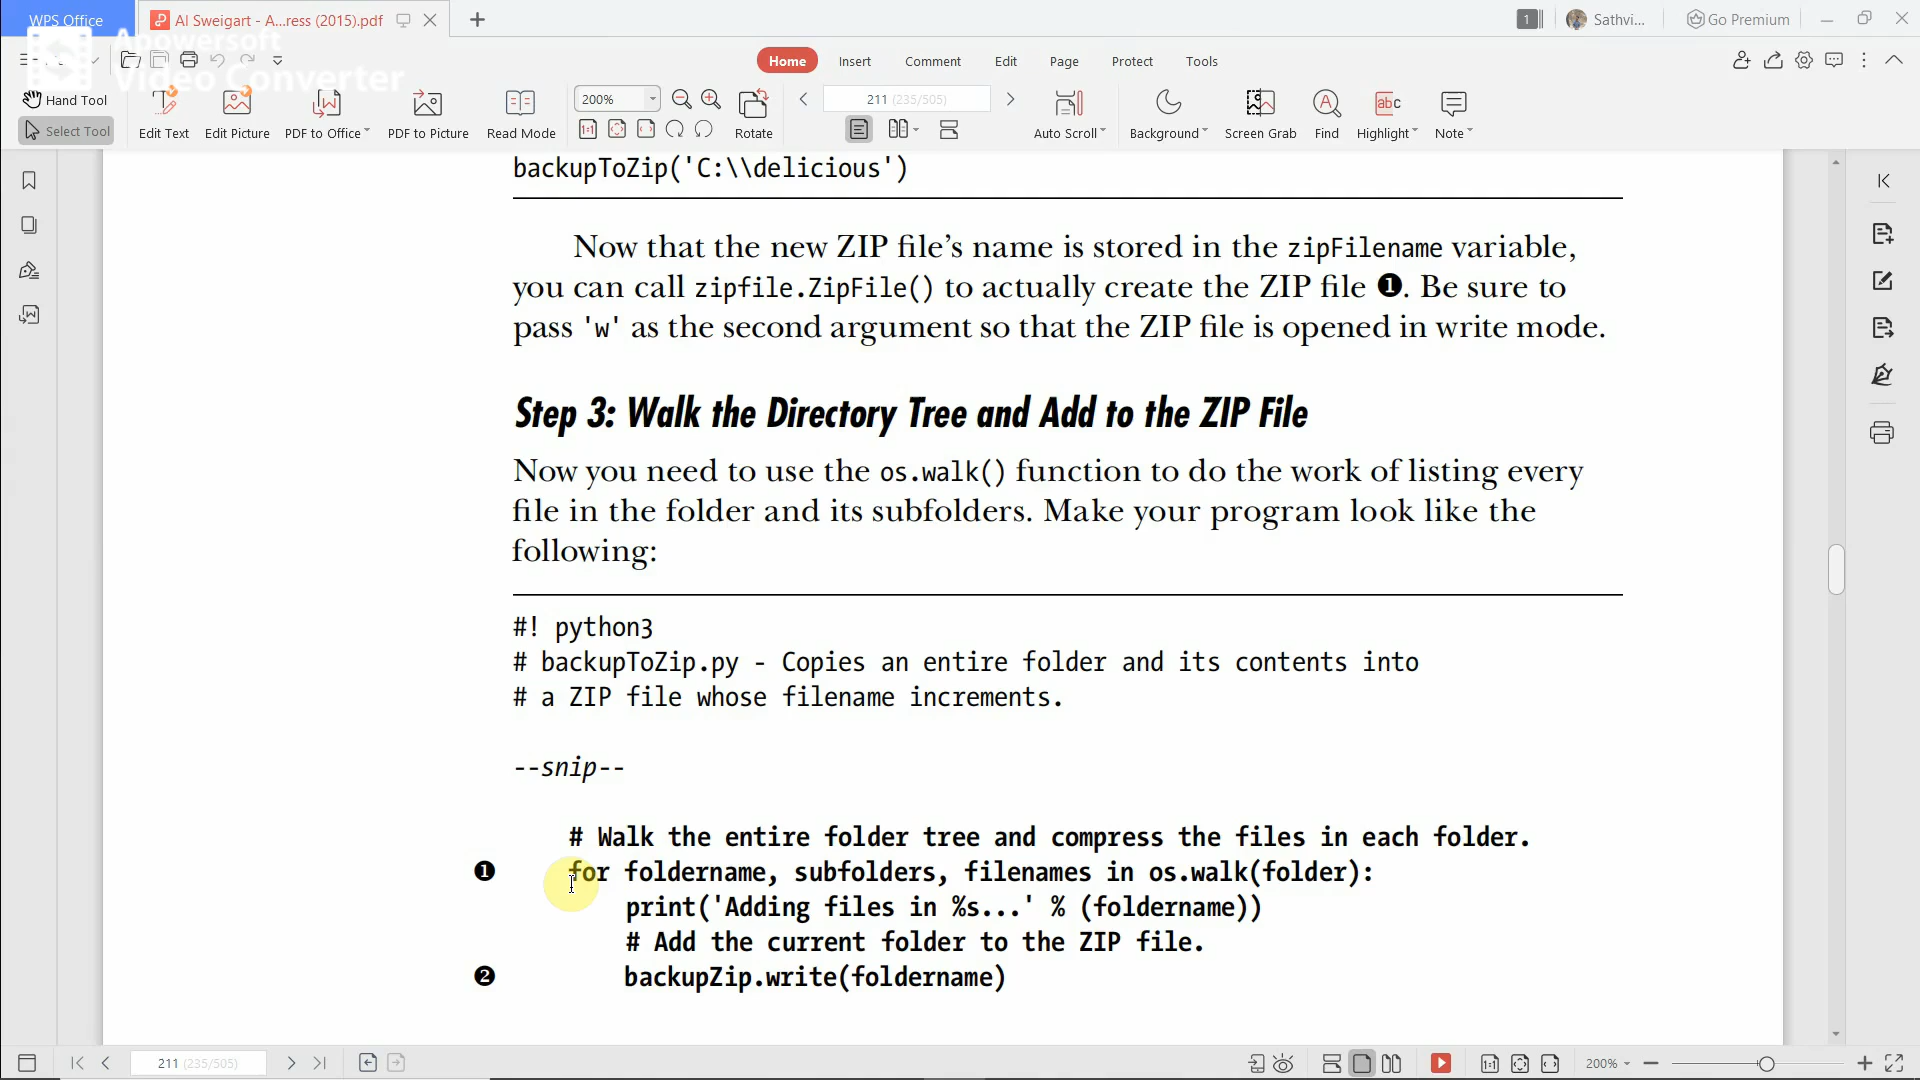 WPS Office
Al Sweigart - A...ress (2015).pdf
1
Sathvi...
Go Premium
Apowersoft
Video Converter
Home
Insert
Comment
Edit
Page
Protect
Tools
Hand Tool
Select Tool
Edit Text
Edit Picture
PDF to Office
PDF to Picture
Read Mode
200%
1:1
Rotate
211 (235/505)
Auto Scroll
Background
Screen Grab
Find
abc
Highlight
Note
backupToZip('C:\\delicious')
Now that the new ZIP file’s name is stored in the zipFilename variable,
you can call zipfile.ZipFile() to actually create the ZIP file ❶. Be sure to
pass 'w' as the second argument so that the ZIP file is opened in write mode.
Step 3: Walk the Directory Tree and Add to the ZIP File
Now you need to use the os.walk() function to do the work of listing every
file in the folder and its subfolders. Make your program look like the
following:
#! python3
# backupToZip.py - Copies an entire folder and its contents into
# a ZIP file whose filename increments.
--snip--
# Walk the entire folder tree and compress the files in each folder.
❶ for foldername, subfolders, filenames in os.walk(folder):
print('Adding files in %s...' % (foldername))
# Add the current folder to the ZIP file.
❷ backupZip.write(foldername)
211 (235/505)
1:1
200%